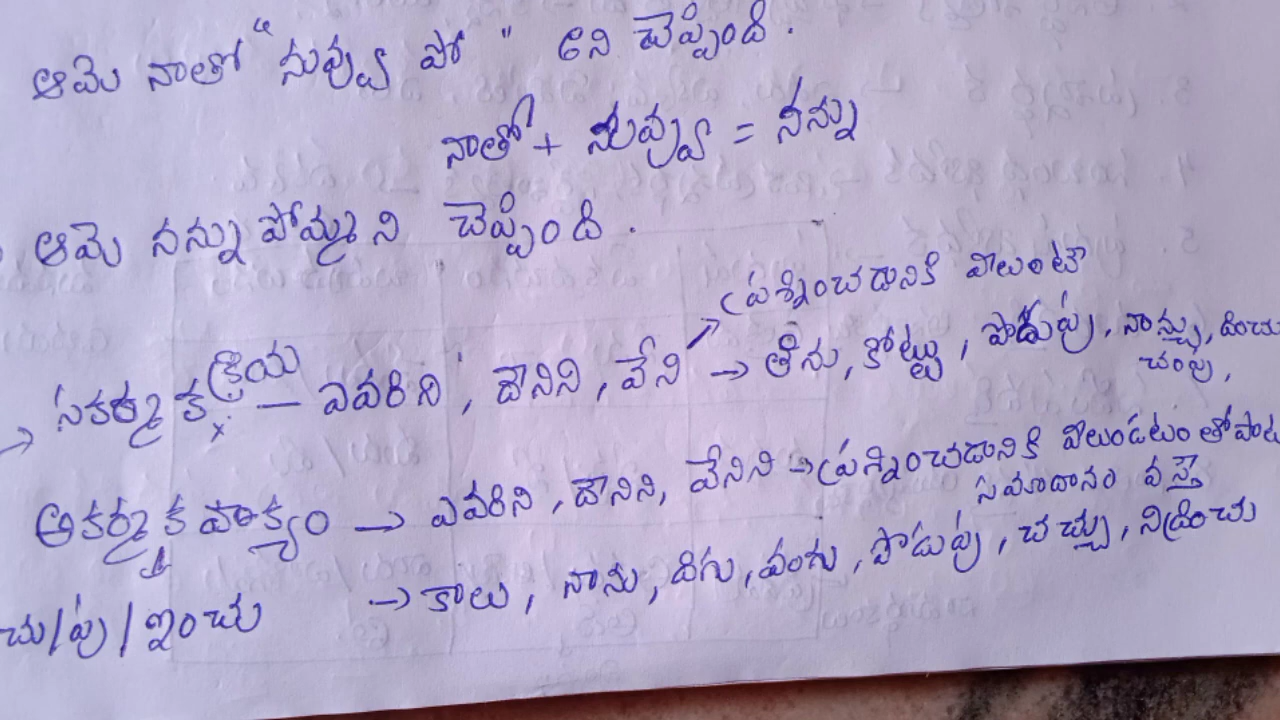 ఆమె నాతో "నువ్వు పో" అని చెప్పింది.
నాతో + నువ్వు = నన్ను
ఆమె నన్ను పోమ్మని చెప్పింది.
→ ప్రశ్నించడానికి వీలుంటే
→ సకర్మక క్రియ — ఎవరిని, దానిని, వేని → తిను, కోట్టు, పొడుపు, నాన్చు, దించు
చంపు,
అకర్మక వాక్యం → ఎవరిని, దానిని, వేనిని → ప్రశ్నించడానికి వీలుండటం తోపాటు
సమాదానం వస్తే
చు/పు/ఇంచు → కాలు, నాను, దిగు, వంగు, పొడుపు, చచ్చు, నిద్రించు